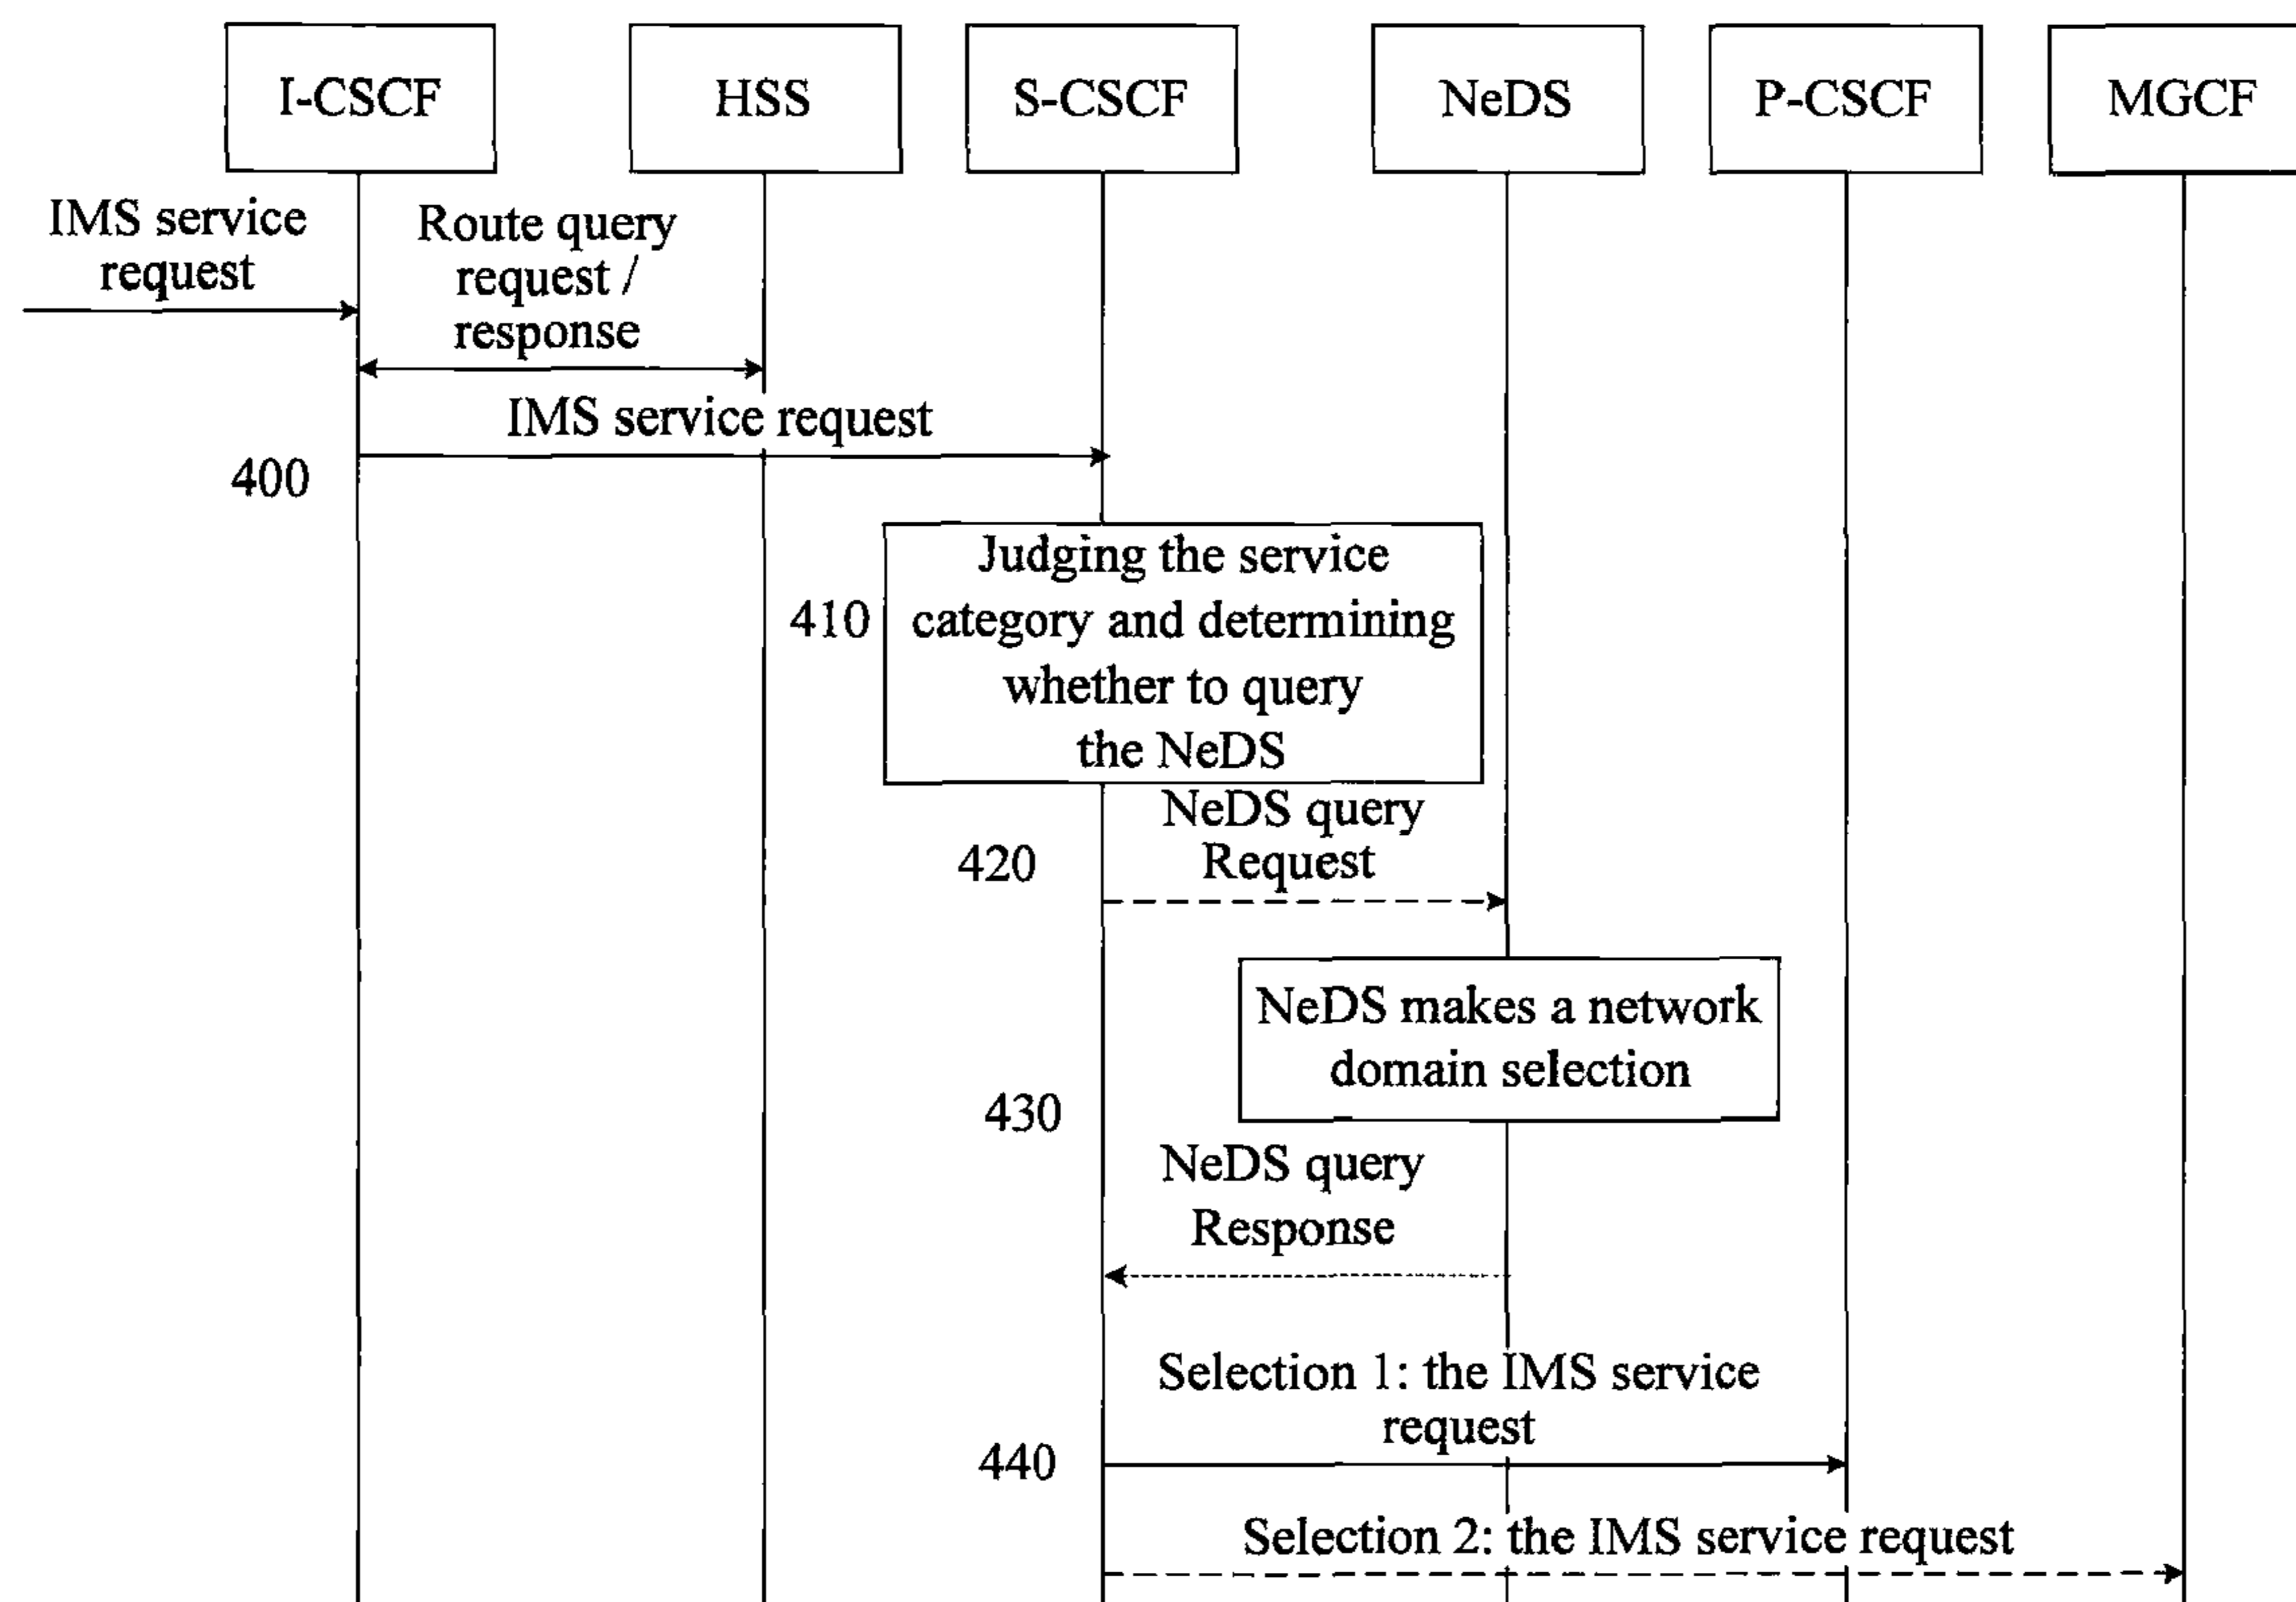 I-CSCF
HSS
S-CSCF
NeDS
P-CSCF
MGCF
IMS service
request
Route query
request /
response
IMS service request
400
Judging the service
category and determining
whether to query
the NeDS
410
NeDS query
Request
420
NeDS makes a network
domain selection
430
NeDS query
Response
Selection 1: the IMS service
request
440
Selection 2: the IMS service request